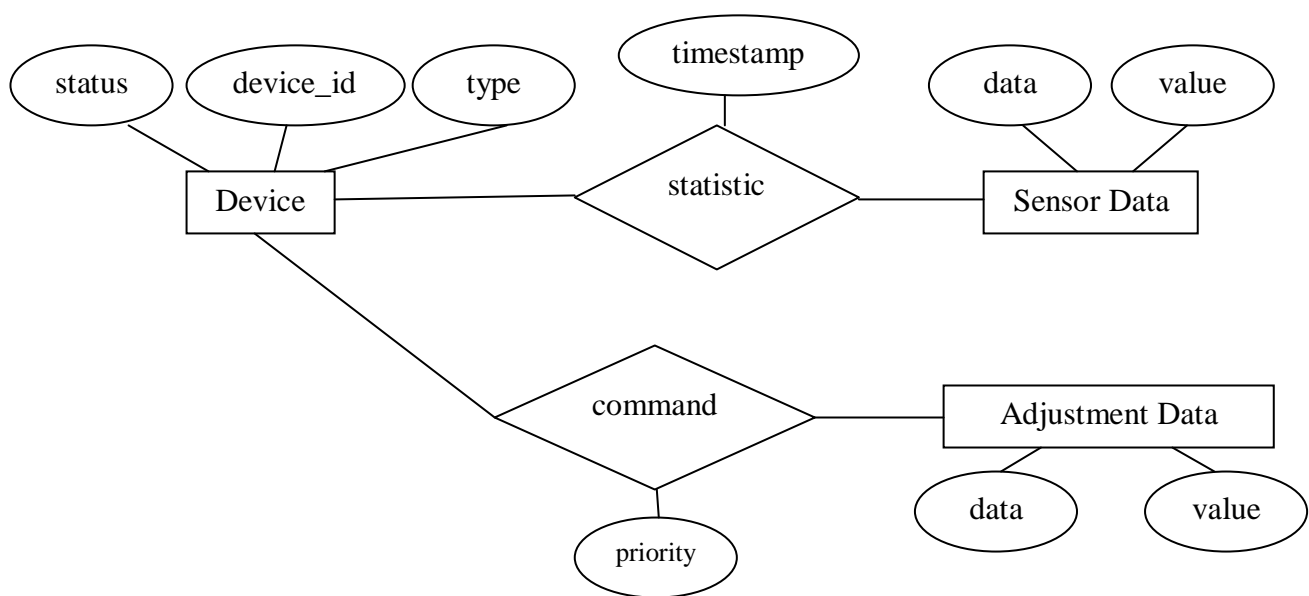 timestamp
status
device_id
type
data
value
statistic
Device
Sensor Data
command
Adjustment Data
data
value
priority